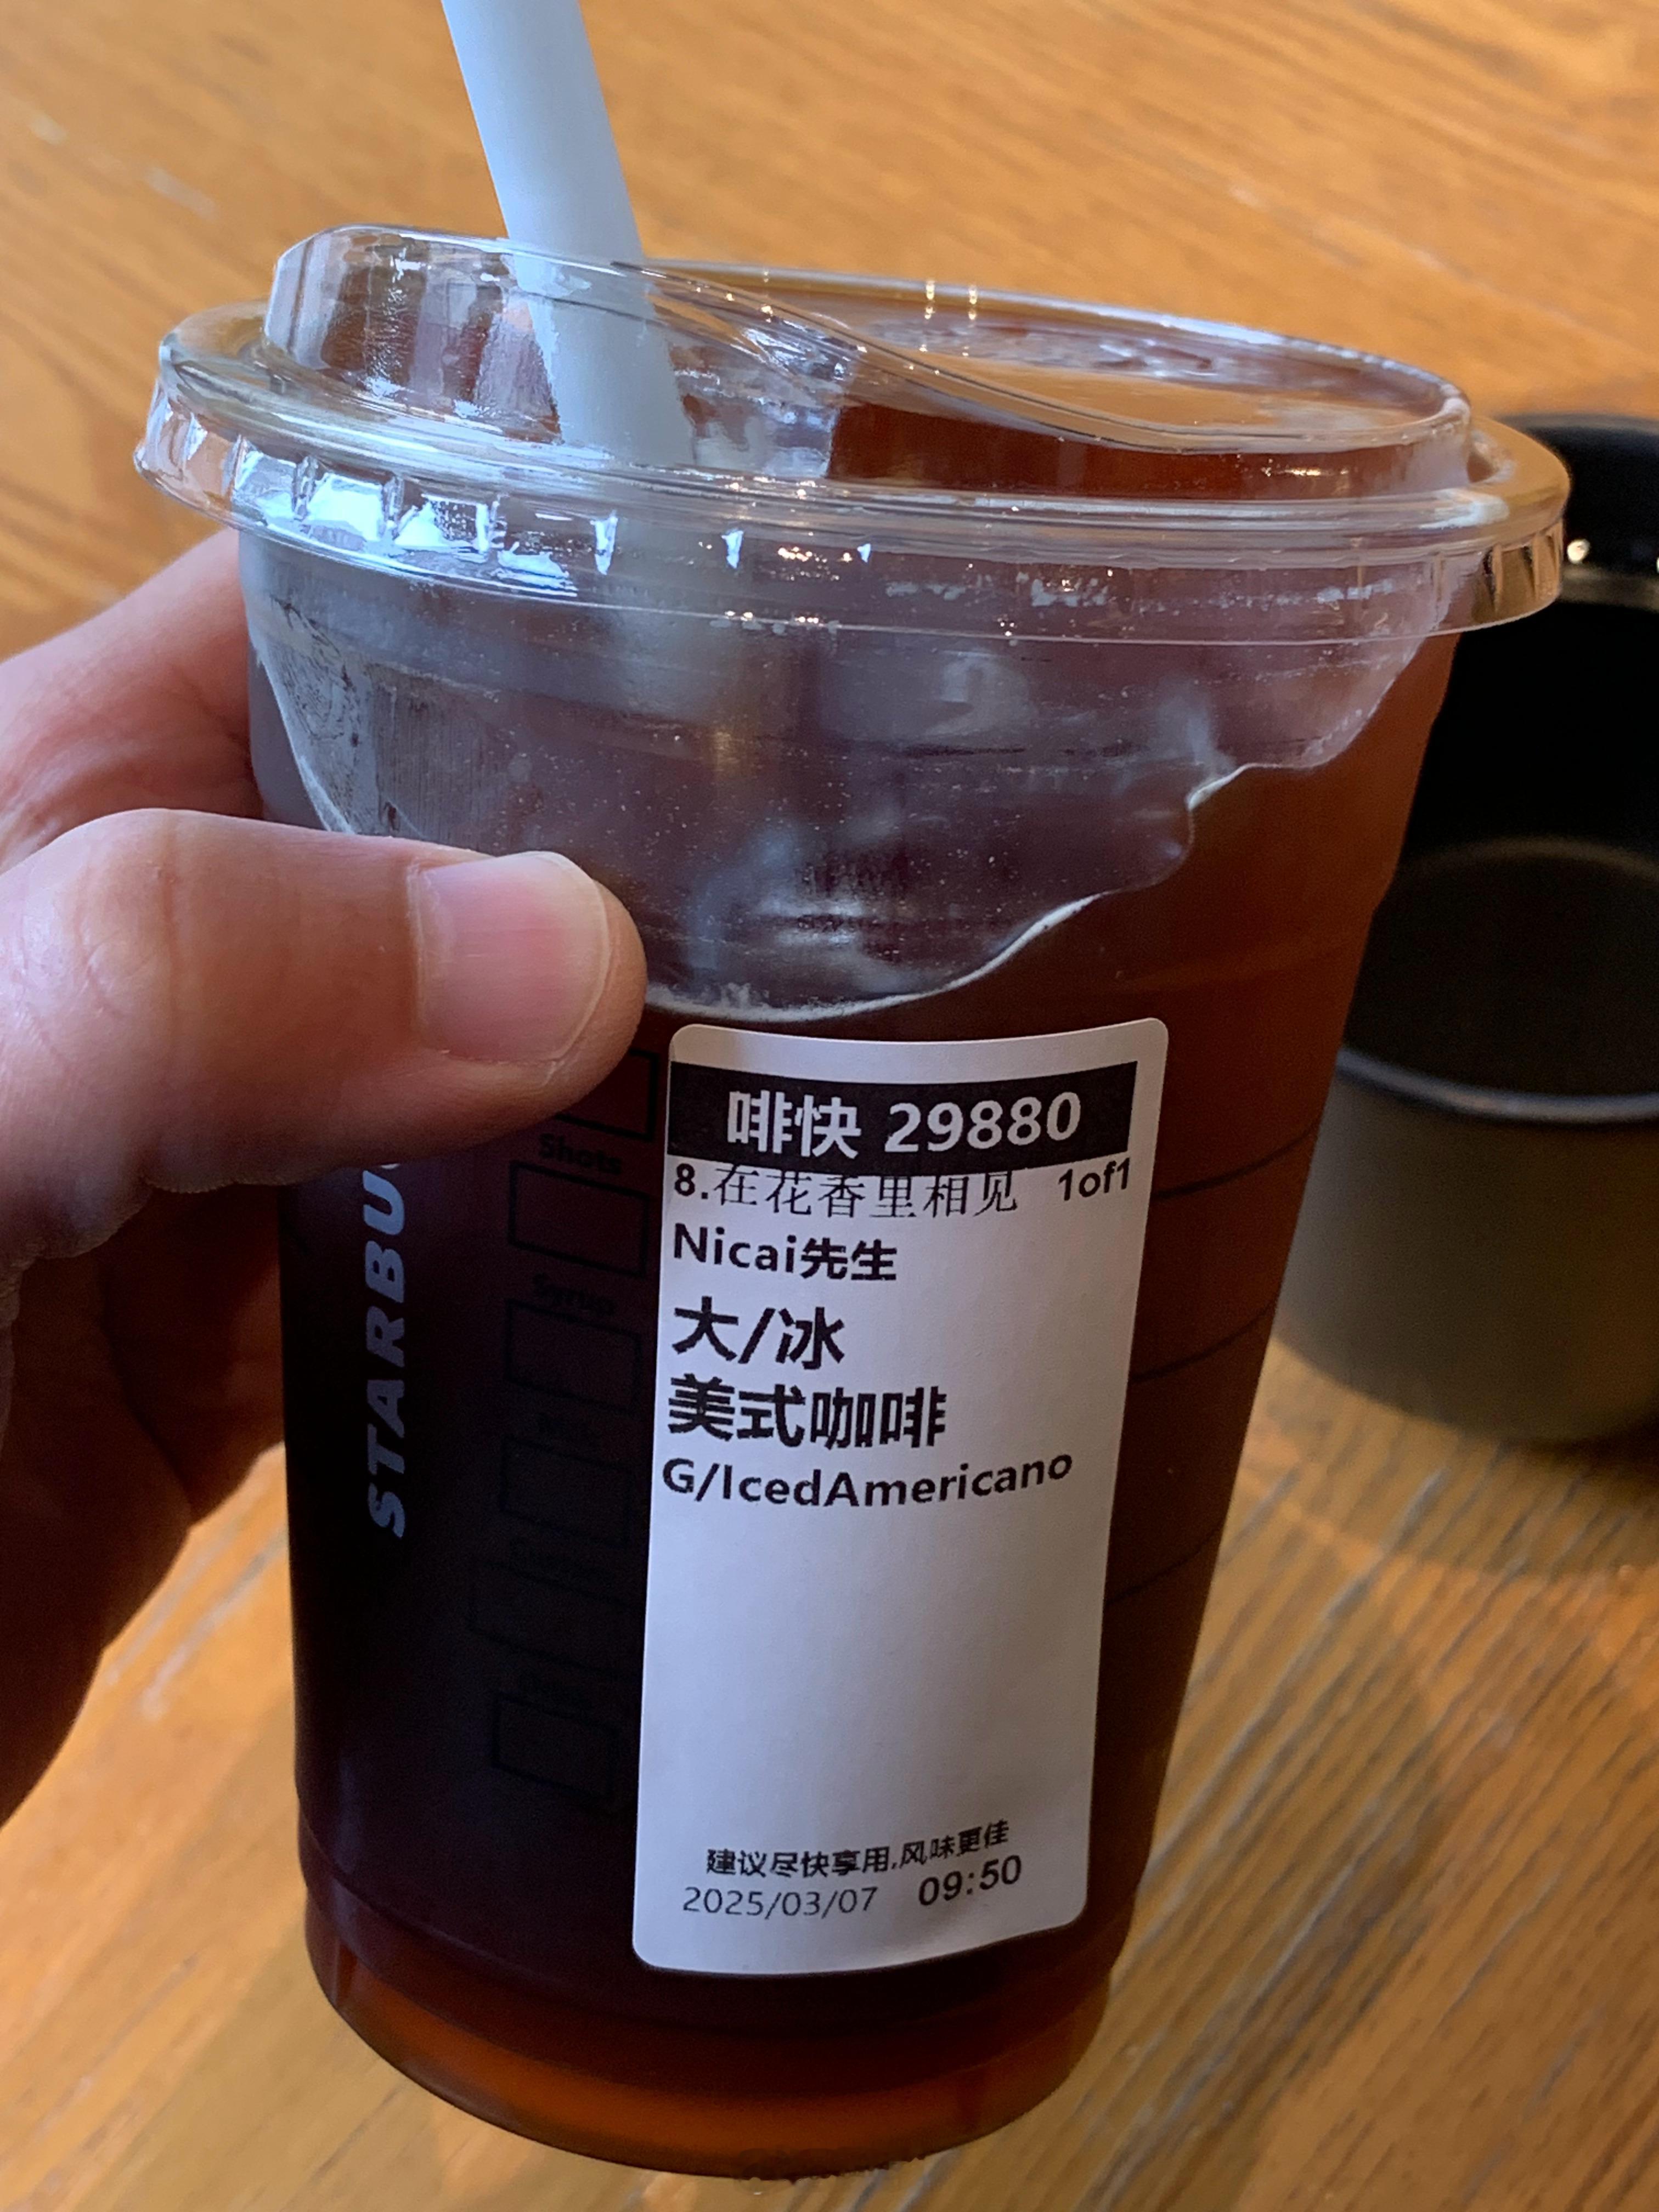 STARBU
Shots
Syrup
啡快 29880
8.在花香里相见 1of1
Nicai先生
大/冰
美式咖啡
G/IcedAmericano
建议尽快享用,风味更佳
2025/03/07 09:50